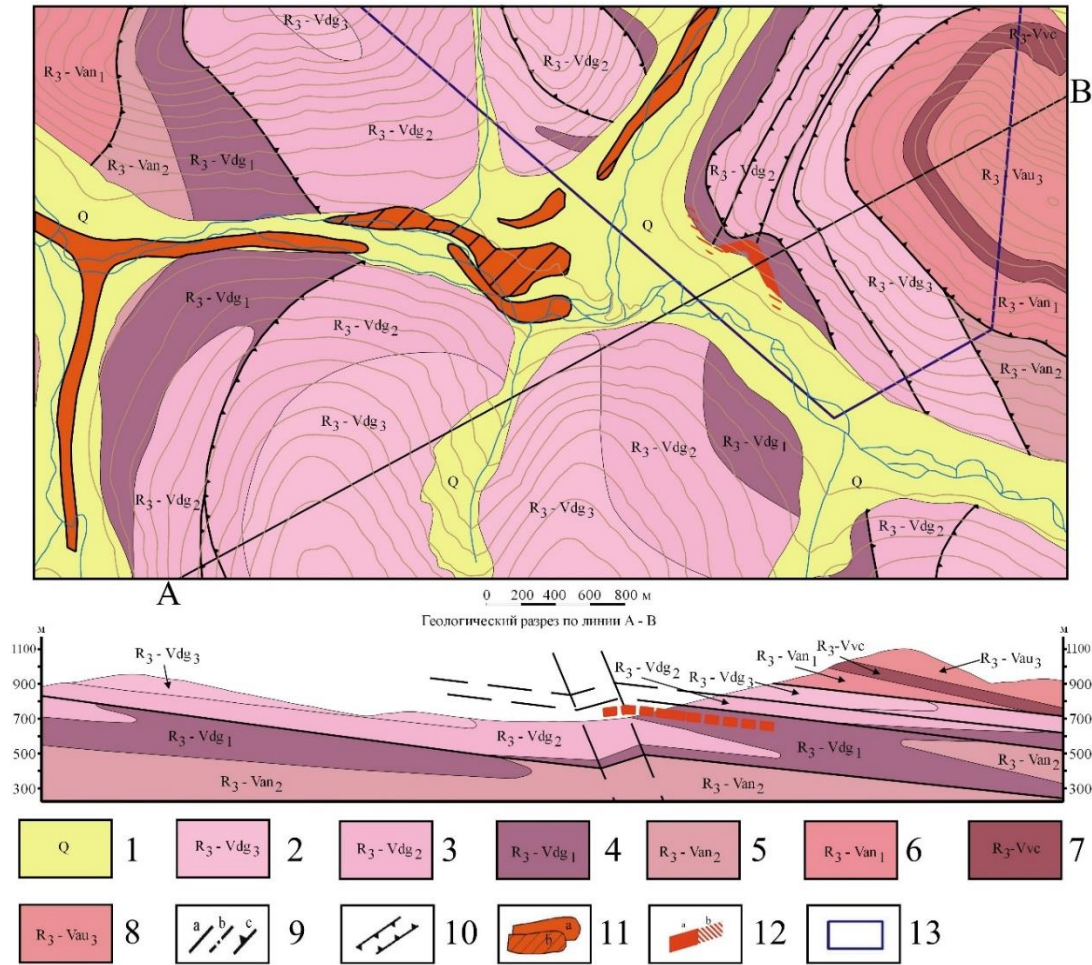 R₃-Vdg₃
R₃-Vdg₂
R₃-Vvc
R₃-Van₁
B
R₃-Vdg₂
R₃-Vdg₂
R₃-Van₂
R₃-Vdg₁
R₃-Vau₃
Q
Q
R₃-Vdg₁
R₃-Vdg₃
R₃-Van₁
R₃-Vdg₂
R₃-Van₂
R₃-Vdg₃
R₃-Vdg₂
R₃-Vdg₁
Q
Q
R₃-Vdg₂
R₃-Vdg₃
R₃-Vdg₂
A
0 200 400 600 800 м
Геологический разрез по линии А - В
м м
1100 R₃-Vdg₃ R₃-Vdg₂ R₃-Van₁ R₃-Vvc R₃-Vau₃ 1100
900 R₃-Vdg₃ 900
700 R₃-Vdg₁ R₃-Vdg₂ R₃-Vdg₁ 700
500 R₃-Van₂ 500
300 R₃-Van₂ R₃-Van₂ 300
Q 1 R₃-Vdg₃ 2 R₃-Vdg₂ 3 R₃-Vdg₁ 4 R₃-Van₂ 5 R₃-Van₁ 6 R₃-Vvc 7
R₃-Vau₃ 8 a b c 9 10 a b 11 a b 12 13